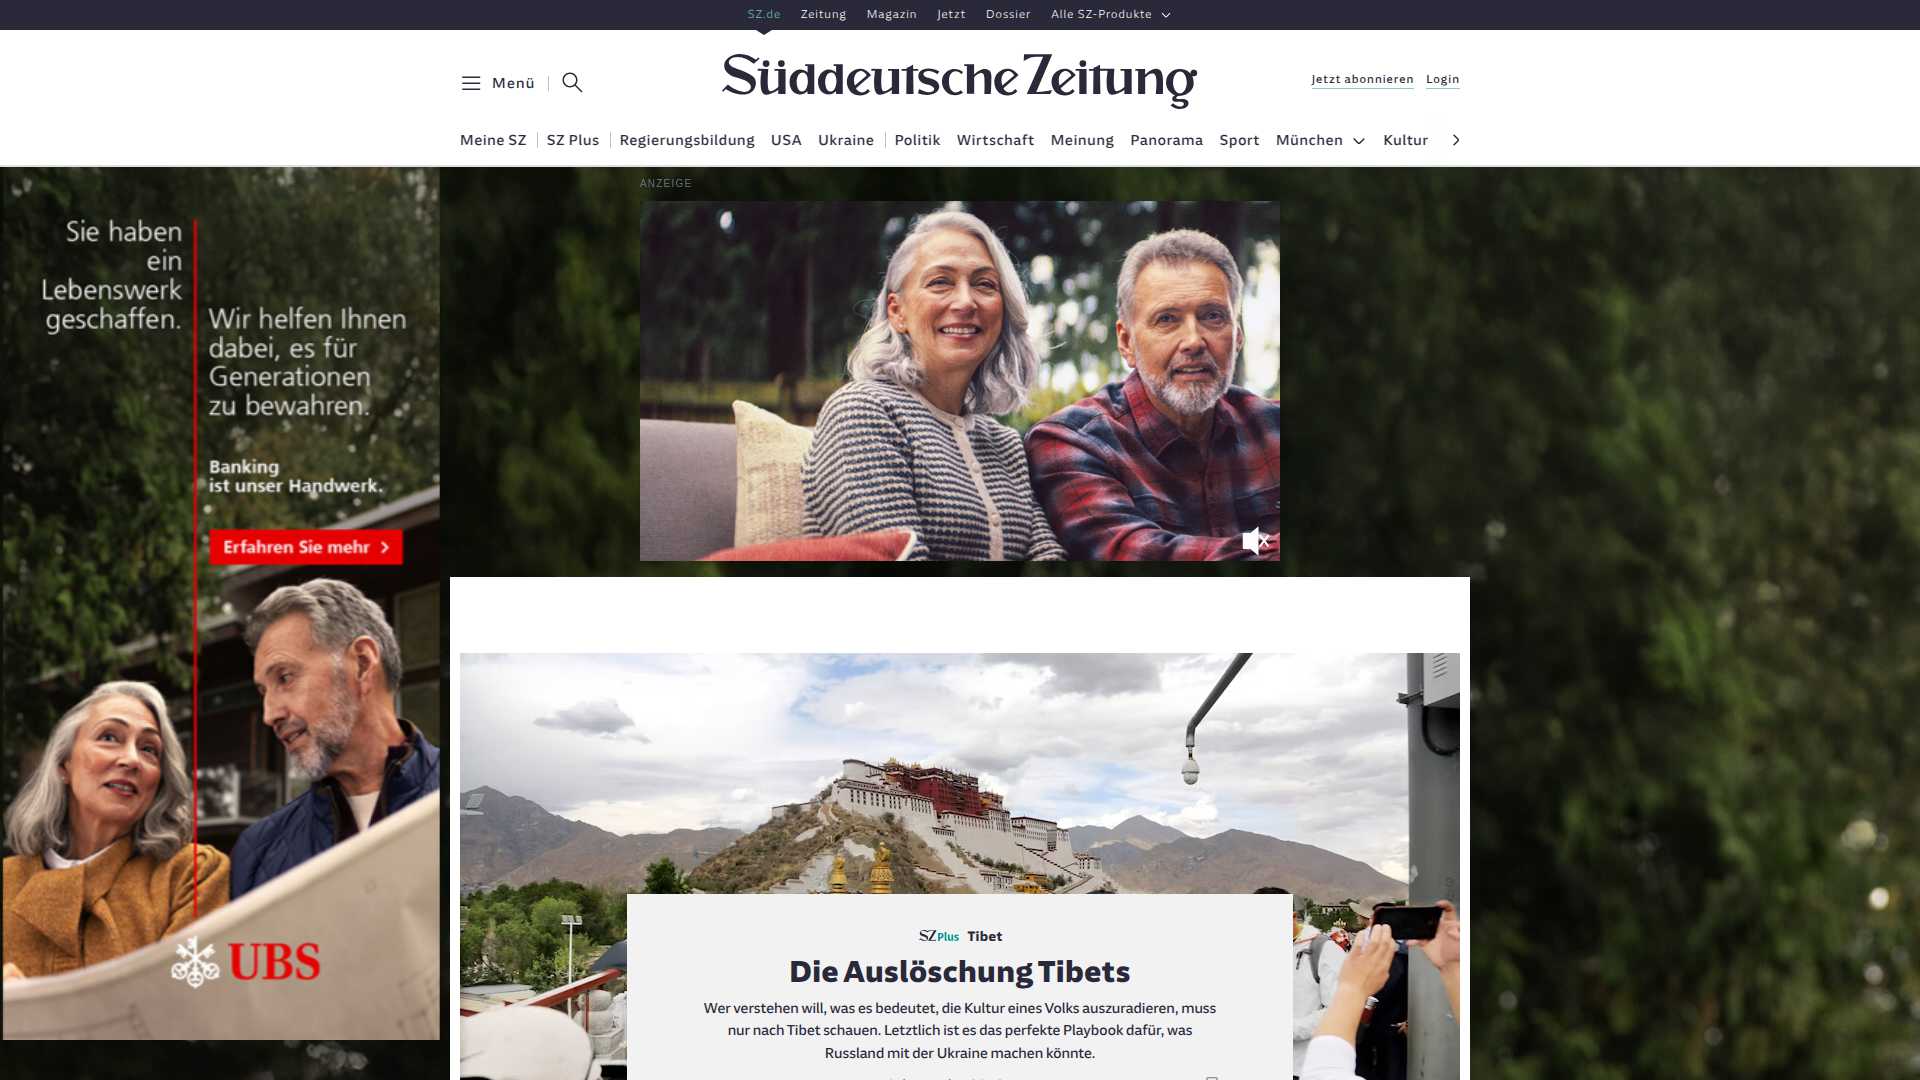 SZ.de Zeitung Magazin Jetzt Dossier Alle SZ-Produkte
Menü
Süddeutsche Zeitung
Jetzt abonnieren Login
Meine SZ SZ Plus Regierungsbildung USA Ukraine Politik Wirtschaft Meinung Panorama Sport München Kultur
ANZEIGE
Sie haben
ein
Lebenswerk
geschaffen.
Wir helfen Ihnen
dabei, es für
Generationen
zu bewahren.
Banking
ist unser Handwerk.
Erfahren Sie mehr
UBS
SZ Plus Tibet
Die Auslöschung Tibets
Wer verstehen will, was es bedeutet, die Kultur eines Volks auszuradieren, muss
nur nach Tibet schauen. Letztlich ist es das perfekte Playbook dafür, was
Russland mit der Ukraine machen könnte.